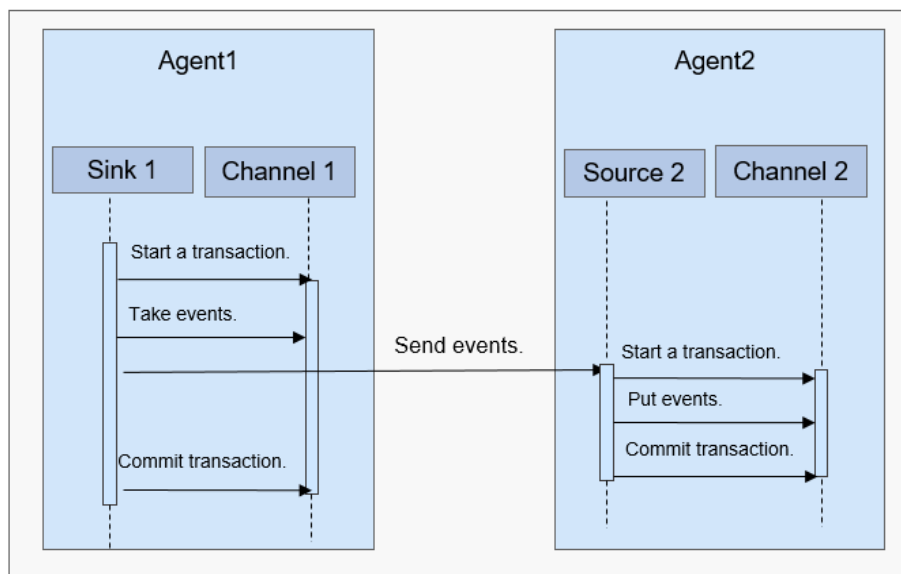 Agent1
Agent2
Sink 1
Channel 1
Source 2
Channel 2
Start a transaction.
Take events.
Send events.
Start a transaction.
Put events.
Commit transaction.
Commit transaction.